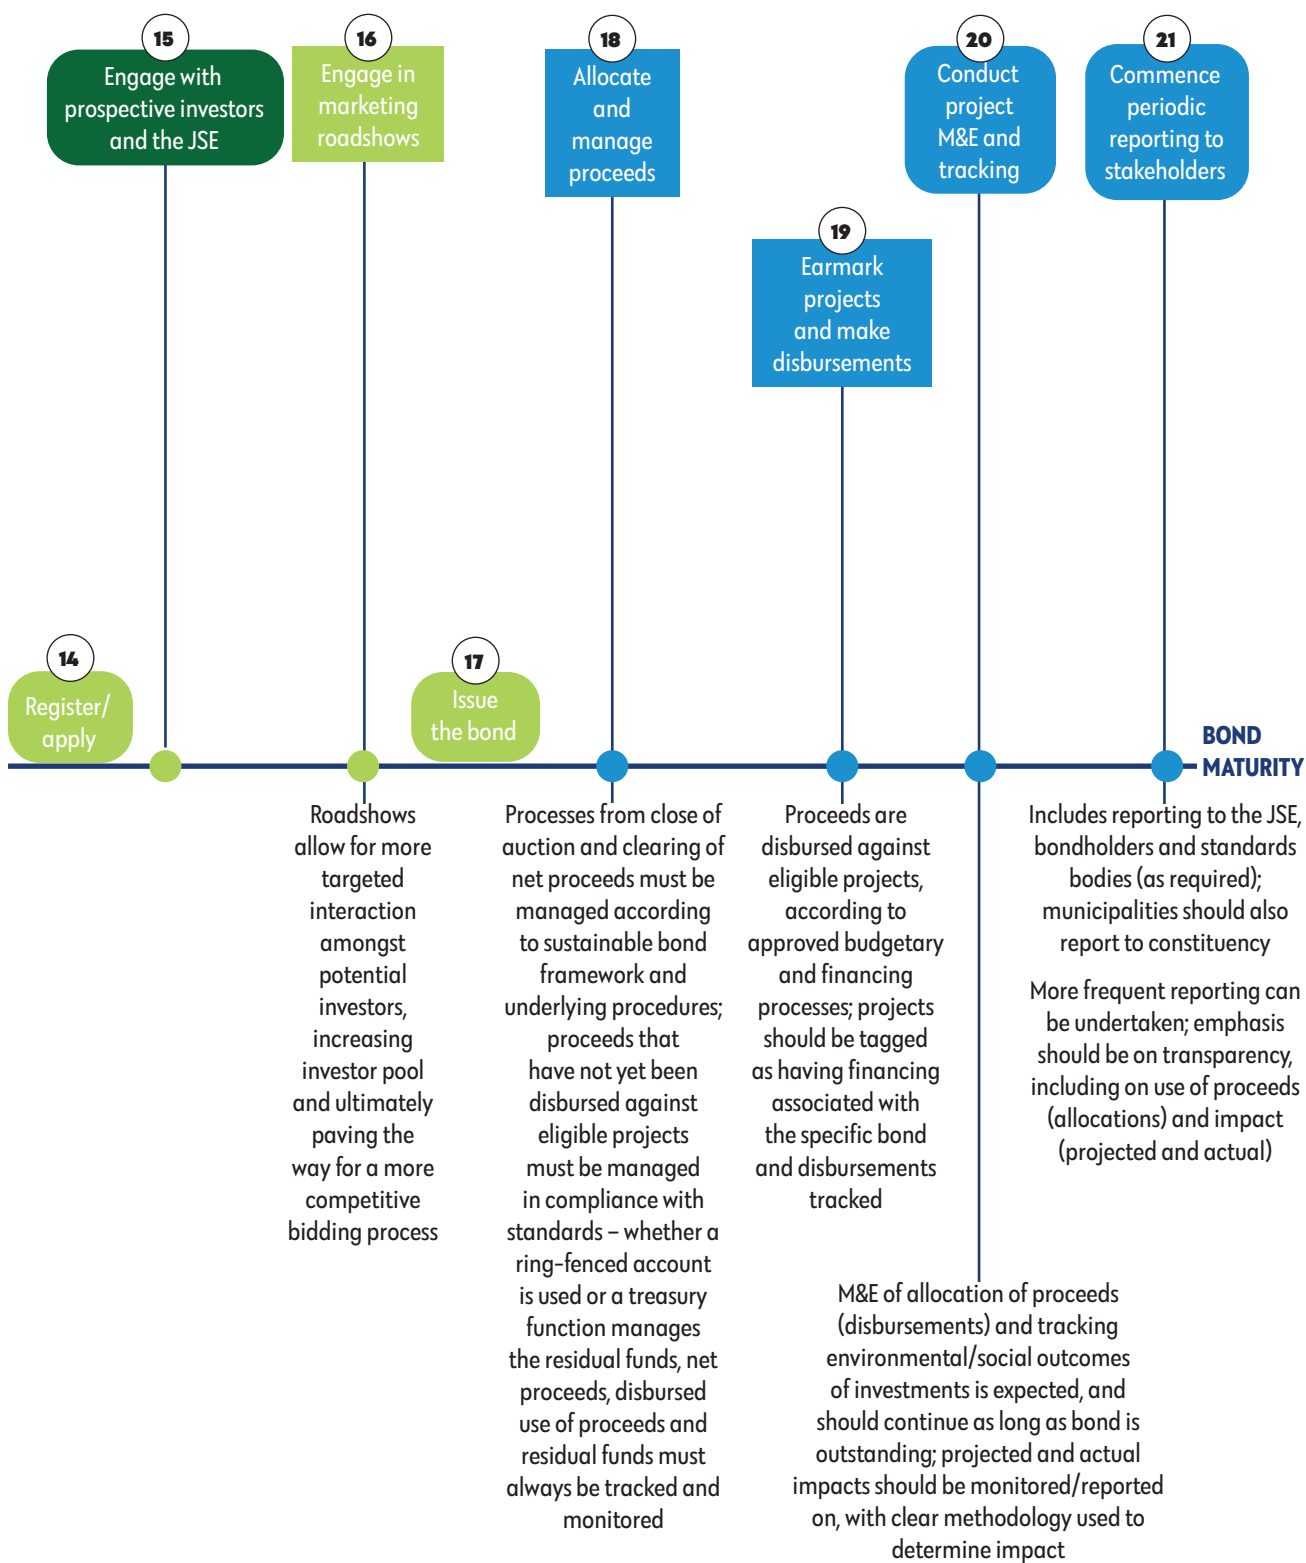 15
Engage with
prospective investors
and the JSE
16
Engage in
marketing
roadshows
18
Allocate
and
manage
proceeds
20
Conduct
project
M&E and
tracking
21
Commence
periodic
reporting to
stakeholders
19
Earmark
projects
and make
disbursements
14
Register/
apply
17
Issue
the bond
BOND
MATURITY
Roadshows
allow for more
targeted
interaction
amongst
potential
investors,
increasing
investor pool
and ultimately
paving the
way for a more
competitive
bidding process
Processes from close of
auction and clearing of
net proceeds must be
managed according
to sustainable bond
framework and
underlying procedures;
proceeds that
have not yet been
disbursed against
eligible projects
must be managed
in compliance with
standards – whether a
ring-fenced account
is used or a treasury
function manages
the residual funds, net
proceeds, disbursed
use of proceeds and
residual funds must
always be tracked and
monitored
Proceeds are
disbursed against
eligible projects,
according to
approved budgetary
and financing
processes; projects
should be tagged
as having financing
associated with
the specific bond
and disbursements
tracked
M&E of allocation of proceeds
(disbursements) and tracking
environmental/social outcomes
of investments is expected, and
should continue as long as bond is
outstanding; projected and actual
impacts should be monitored/reported
on, with clear methodology used to
determine impact
Includes reporting to the JSE,
bondholders and standards
bodies (as required);
municipalities should also
report to constituency
More frequent reporting can
be undertaken; emphasis
should be on transparency,
including on use of proceeds
(allocations) and impact
(projected and actual)